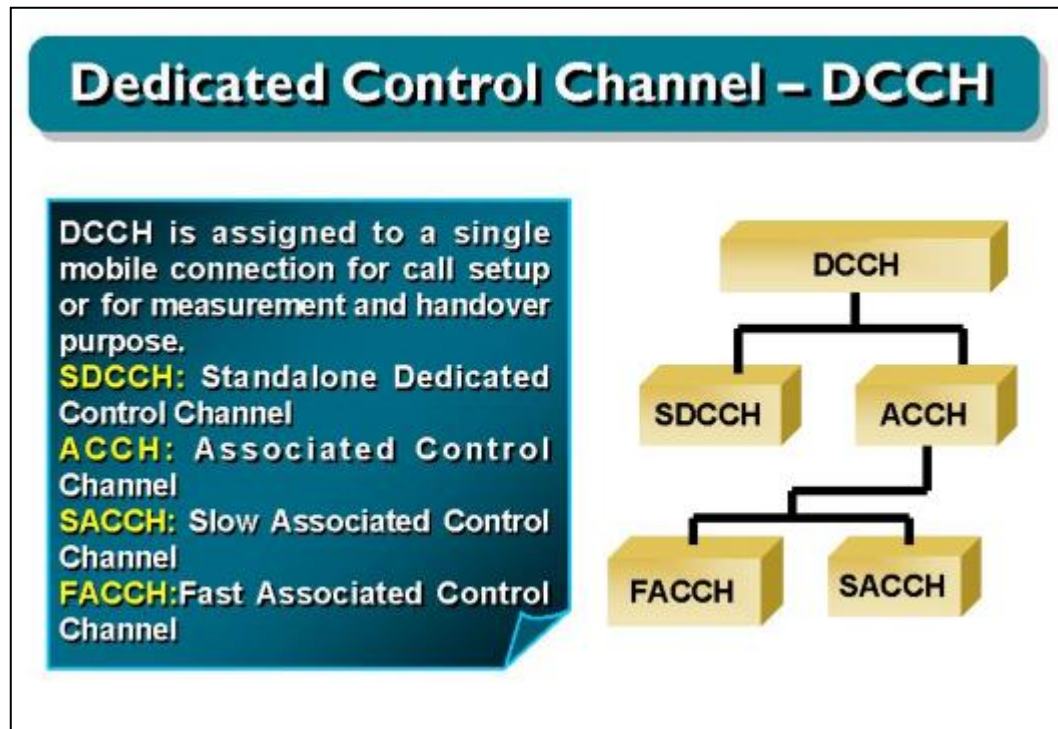 Dedicated Control Channel – DCCH
DCCH is assigned to a single
mobile connection for call setup
or for measurement and handover
purpose.
SDCCH: Standalone Dedicated
Control Channel
ACCH: Associated Control
Channel
SACCH: Slow Associated Control
Channel
FACCH:Fast Associated Control
Channel
DCCH
SDCCH
ACCH
FACCH
SACCH